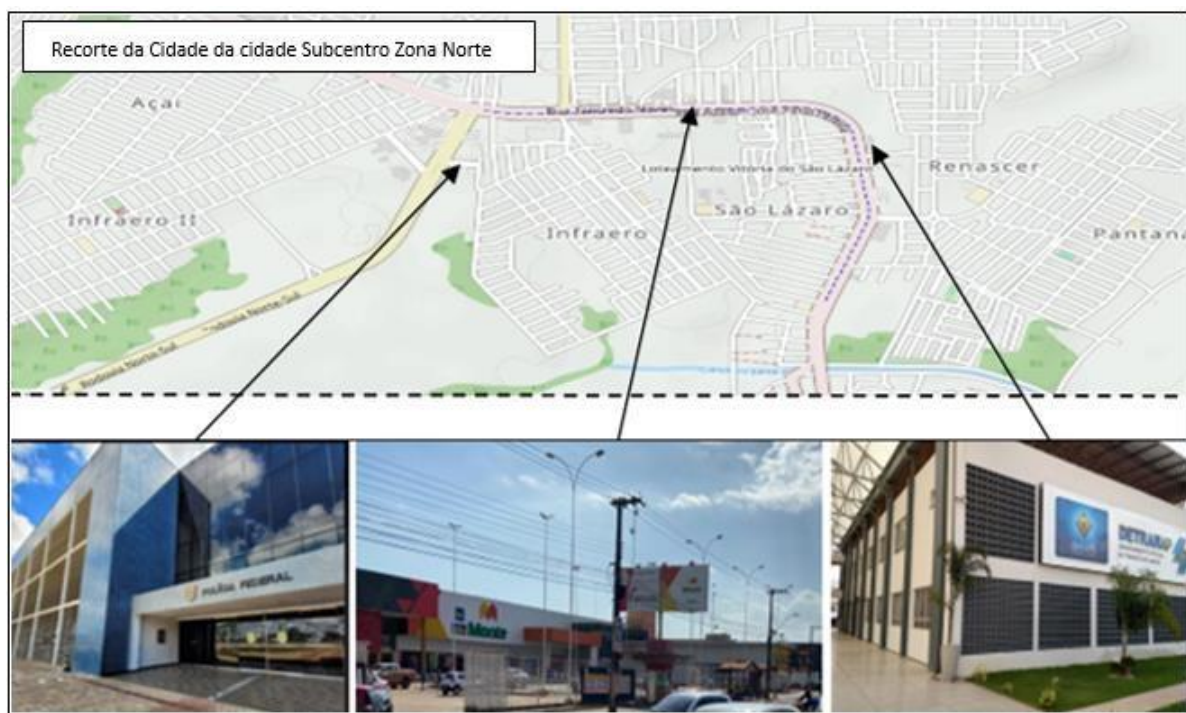 Recorte da Cidade da cidade Subcentro Zona Norte
Açaí
Renascer
Loteamento Vitória do São Lázaro
Infraero II
Infraero
São Lázaro
Pantana
Rodovia Norte-Sul
Rodovia Norte-Sul
POLÍCIA FEDERAL
DETRAN